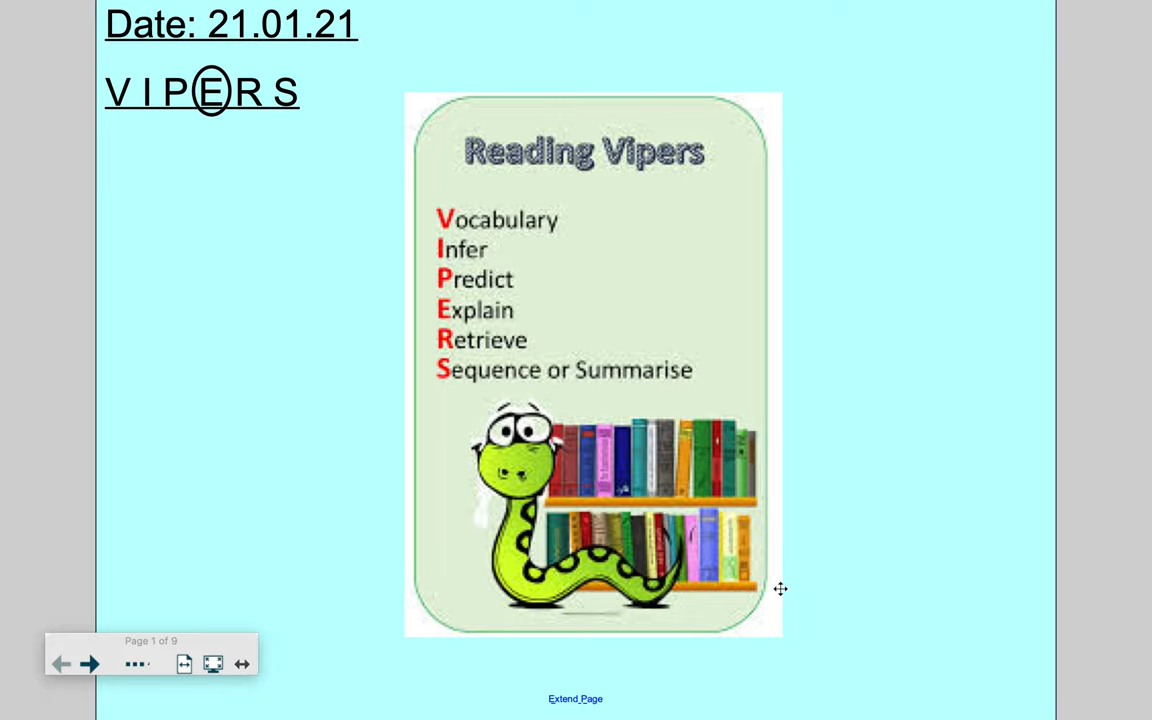 Date: 21.01.21
V I P E R S
Reading Vipers
Vocabulary
Infer
Predict
Explain
Retrieve
Sequence or Summarise
Page 1 of 9
Extend Page